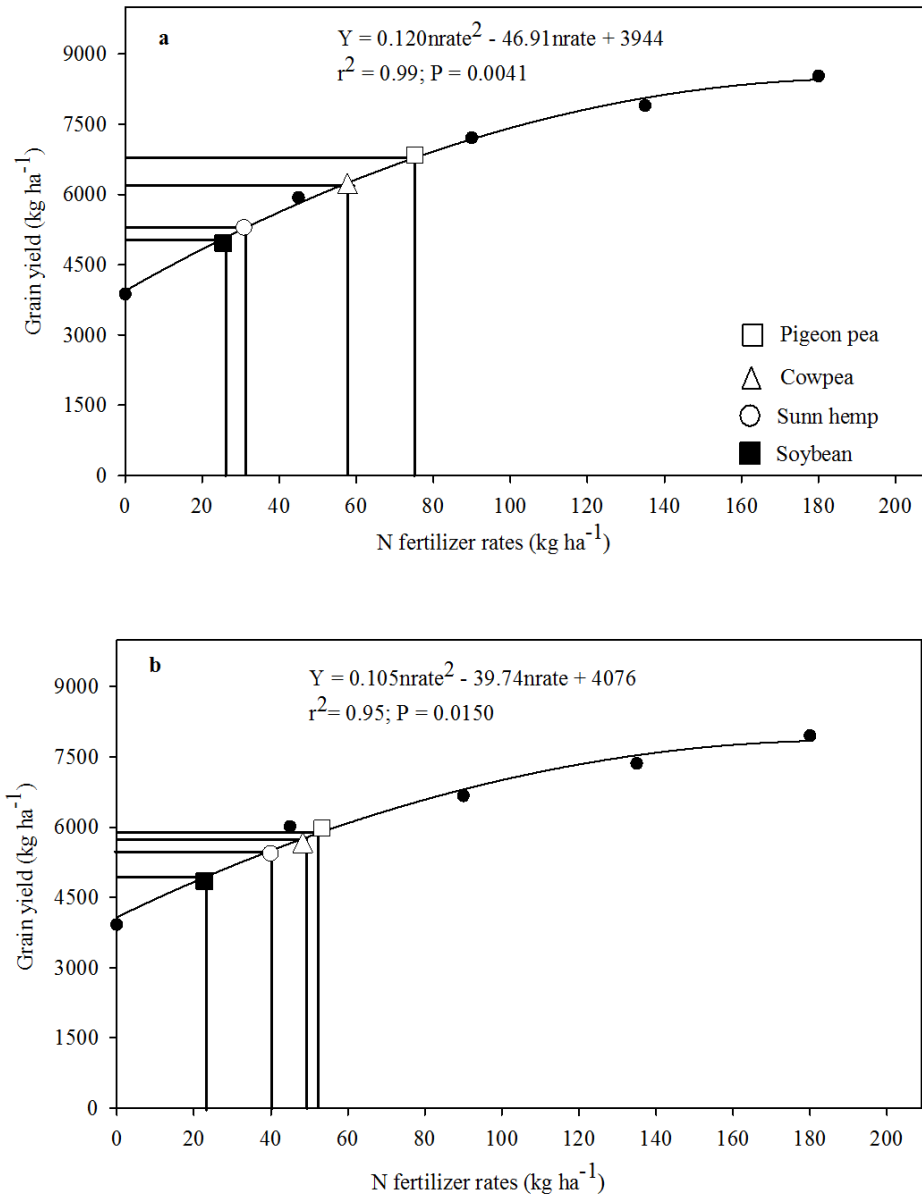 a
Y = 0.120nrate² - 46.91nrate + 3944
r² = 0.99; P = 0.0041
9000
7500
6000
4500
3000
1500
0
Grain yield (kg ha⁻¹)
Pigeon pea
Cowpea
Sunn hemp
Soybean
0 20 40 60 80 100 120 140 160 180 200
N fertilizer rates (kg ha⁻¹)
b
Y = 0.105nrate² - 39.74nrate + 4076
r²= 0.95; P = 0.0150
9000
7500
6000
4500
3000
1500
0
Grain yield (kg ha⁻¹)
0 20 40 60 80 100 120 140 160 180 200
N fertilizer rates (kg ha⁻¹)